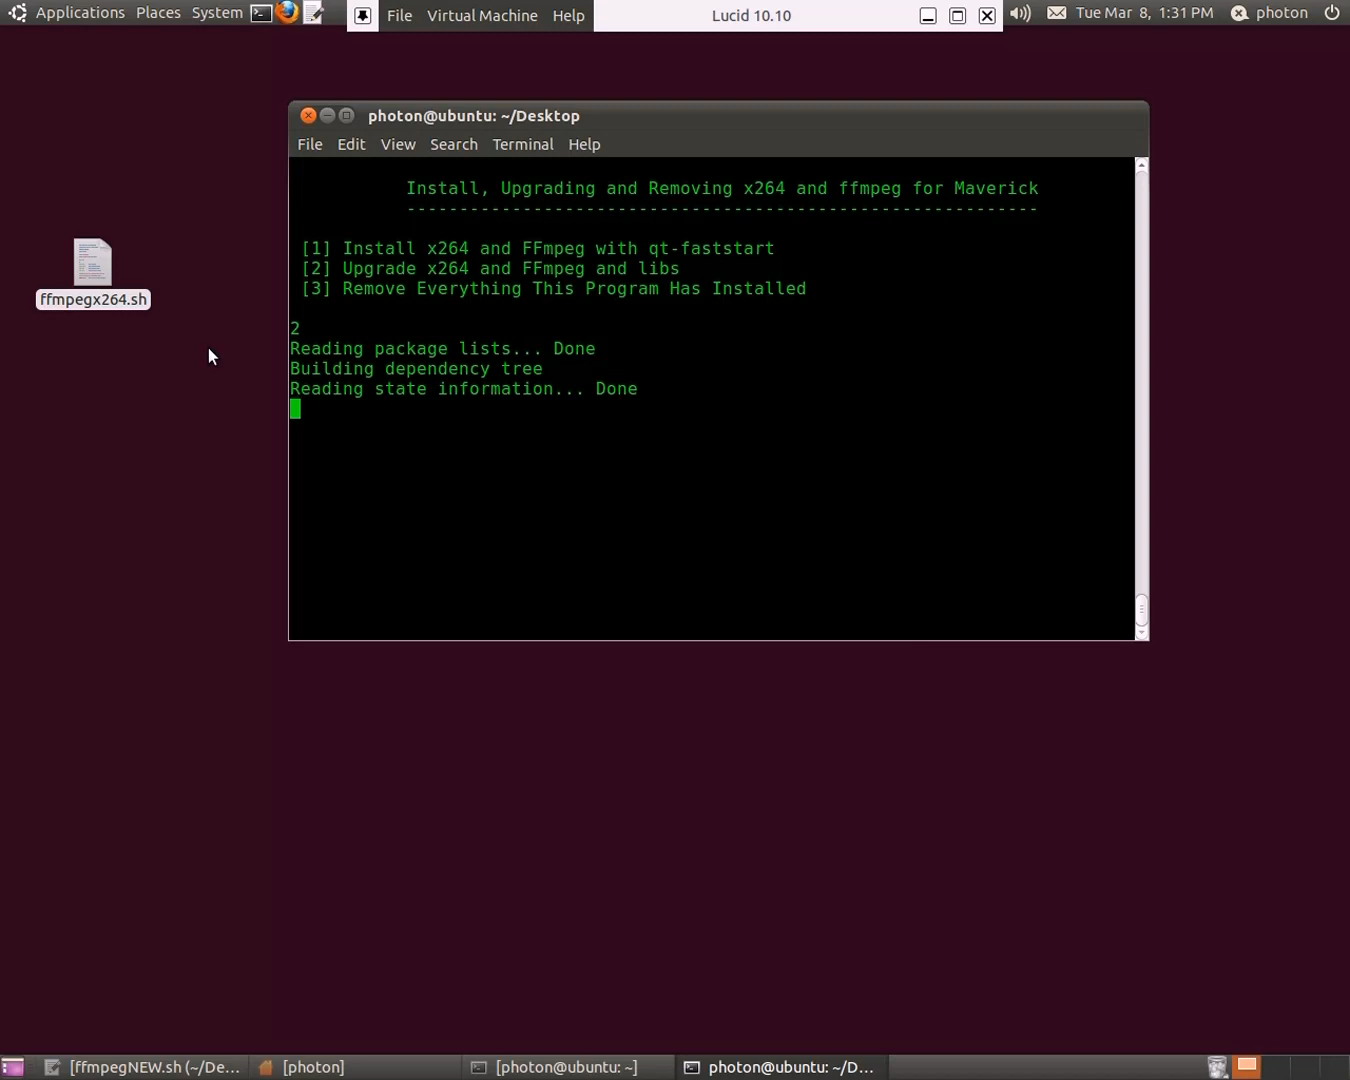 Applications Places System
File Virtual Machine Help
Lucid 10.10
Tue Mar 8, 1:31 PM
photon
photon@ubuntu: ~/Desktop
File Edit View Search Terminal Help
Install, Upgrading and Removing x264 and ffmpeg for Maverick
------------------------------------------------------------
[1] Install x264 and FFmpeg with qt-faststart
[2] Upgrade x264 and FFmpeg and libs
[3] Remove Everything This Program Has Installed
2
Reading package lists... Done
Building dependency tree
Reading state information... Done
ffmpegx264.sh
[ffmpegNEW.sh (~/De...
[photon]
[photon@ubuntu: ~]
photon@ubuntu: ~/D...